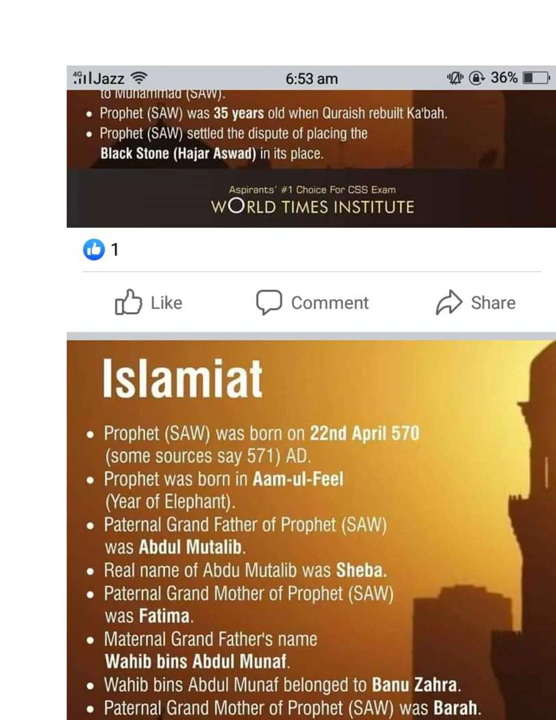 4G Jazz 6:53 am 36%
to Muhammad (SAW).
• Prophet (SAW) was 35 years old when Quraish rebuilt Ka'bah.
• Prophet (SAW) settled the dispute of placing the
Black Stone (Hajar Aswad) in its place.
Aspirants' #1 Choice For CSS Exam
WORLD TIMES INSTITUTE
1
Like Comment Share
Islamiat
• Prophet (SAW) was born on 22nd April 570
(some sources say 571) AD.
• Prophet was born in Aam-ul-Feel
(Year of Elephant).
• Paternal Grand Father of Prophet (SAW)
was Abdul Mutalib.
• Real name of Abdu Mutalib was Sheba.
• Paternal Grand Mother of Prophet (SAW)
was Fatima.
• Maternal Grand Father's name
Wahib bins Abdul Munaf.
• Wahib bins Abdul Munaf belonged to Banu Zahra.
• Paternal Grand Mother of Prophet (SAW) was Barah.